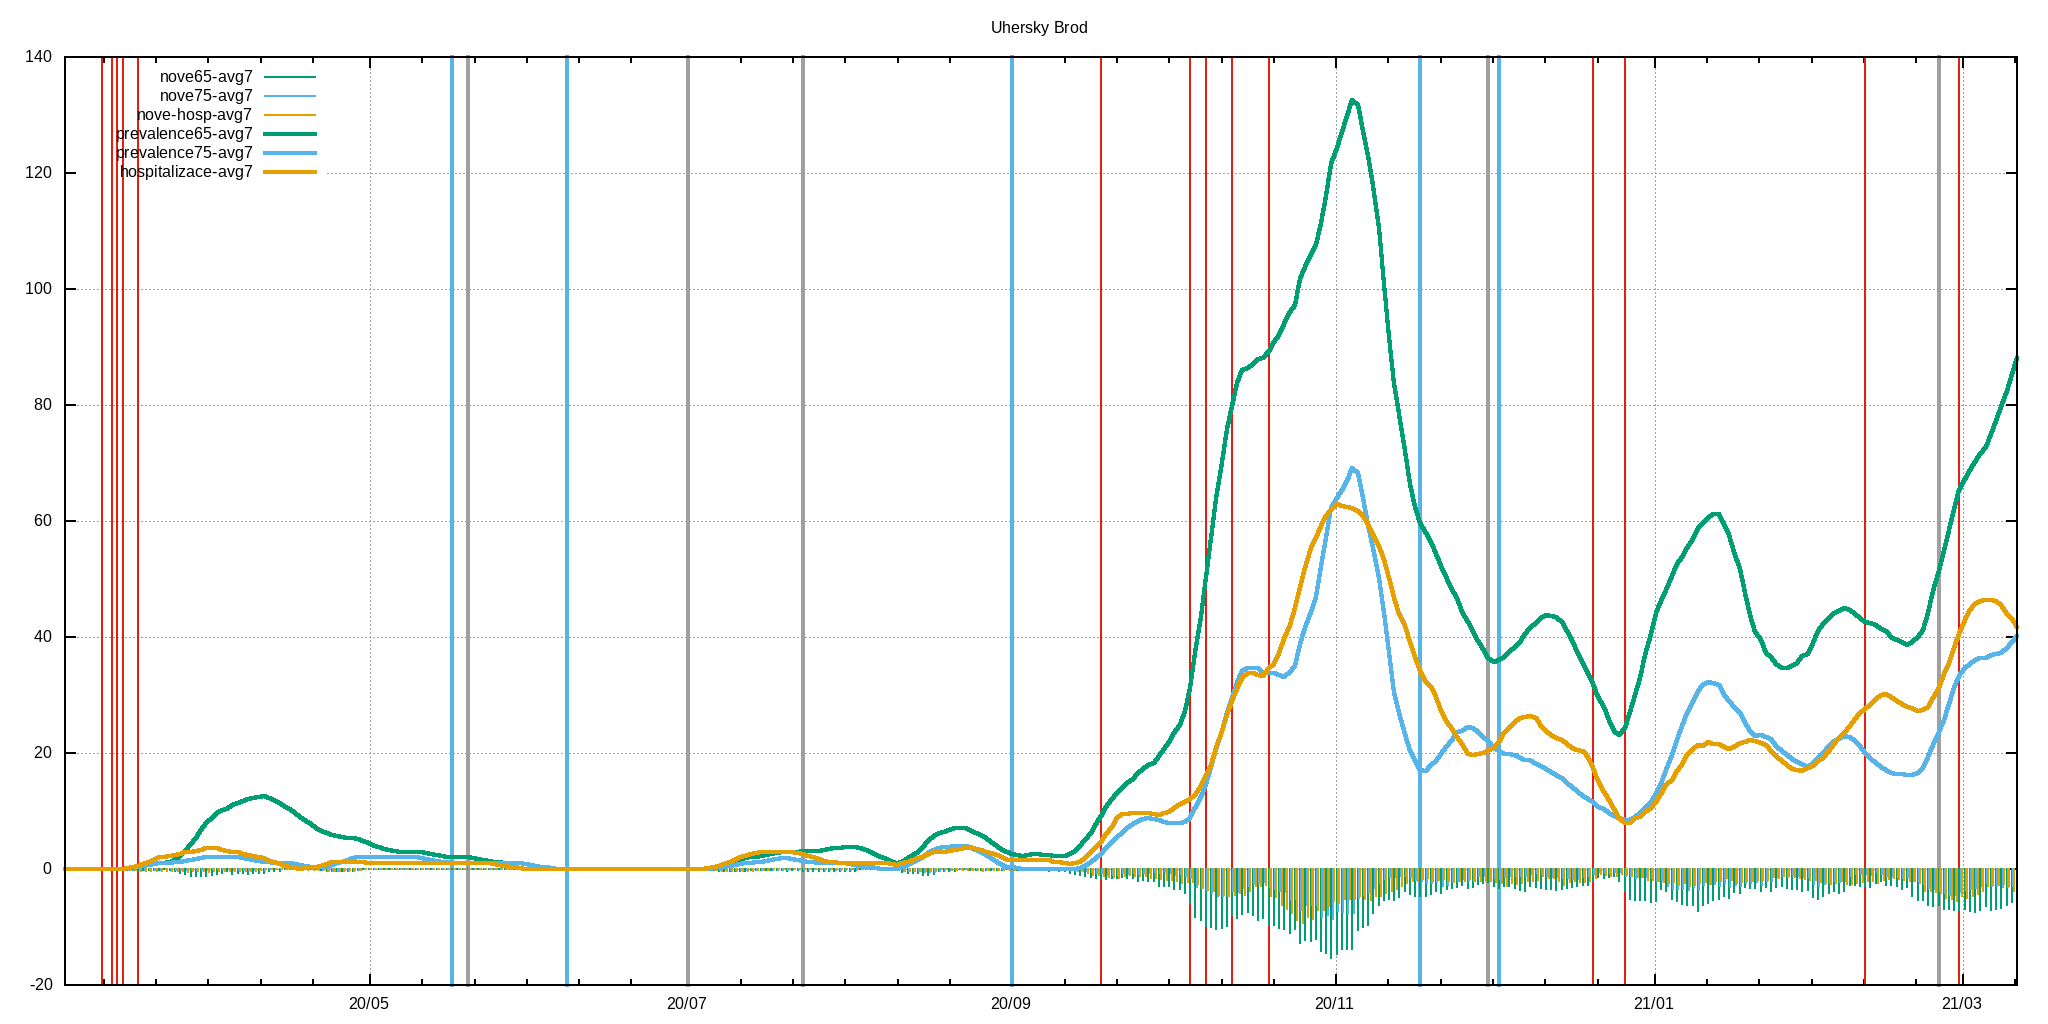 Uhersky Brod
140
120
100
80
60
40
20
0
-20
nove65-avg7
nove75-avg7
nove-hosp-avg7
prevalence65-avg7
prevalence75-avg7
hospitalizace-avg7
20/05 20/07 20/09 20/11 21/01 21/03